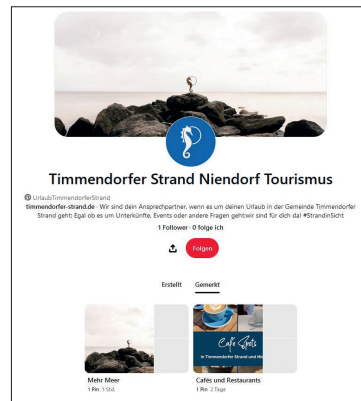 Timmendorfer Strand Niendorf Tourismus
UrlaubTimmendorferStrand
timmendorfer-strand.de · Wir sind dein Ansprechpartner, wenn es um deinen Urlaub in der Gemeinde Timmendorfer
Strand geht: Egal ob es um Unterkünfte, Events oder andere Fragen geht:wir sind für dich da! #StrandinSicht
1 Follower · 0 folge ich
Folgen
Erstellt Gemerkt
Café Spots
in Timmendorfer Strand und
Mehr Meer
1 Pin 1 Std.
Cafés und Restaurants
1 Pin 2 Tage